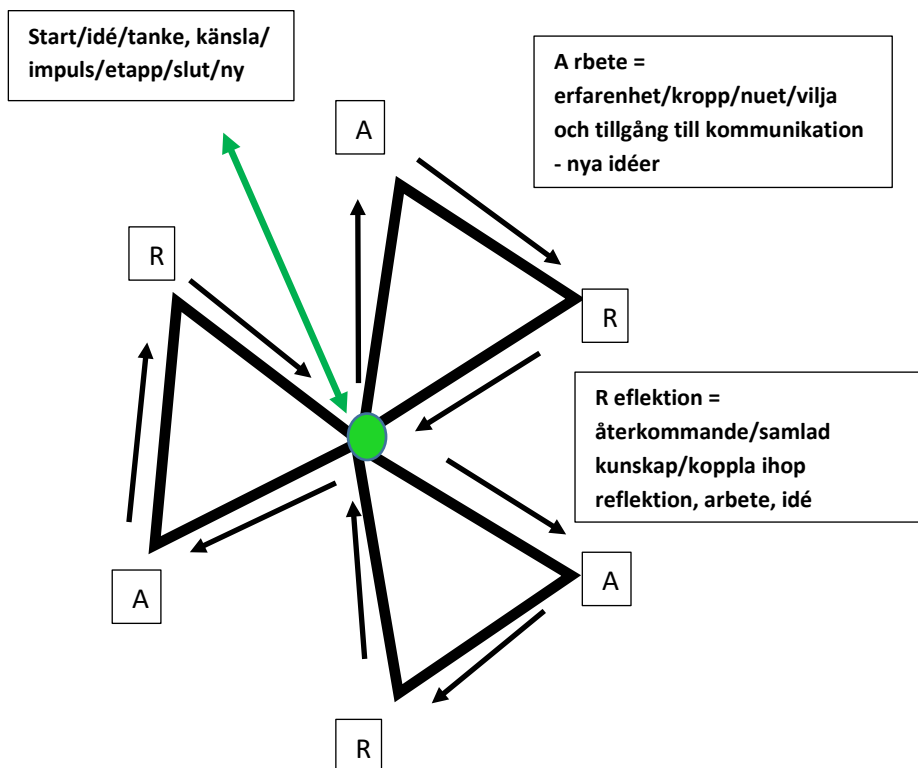 Start/idé/tanke, känsla/
impuls/etapp/slut/ny
A rbete =
erfarenhet/kropp/nuet/vilja
och tillgång till kommunikation
- nya idéer
A
R
R
R eflektion =
återkommande/samlad
kunskap/koppla ihop
reflektion, arbete, idé
A
A
R